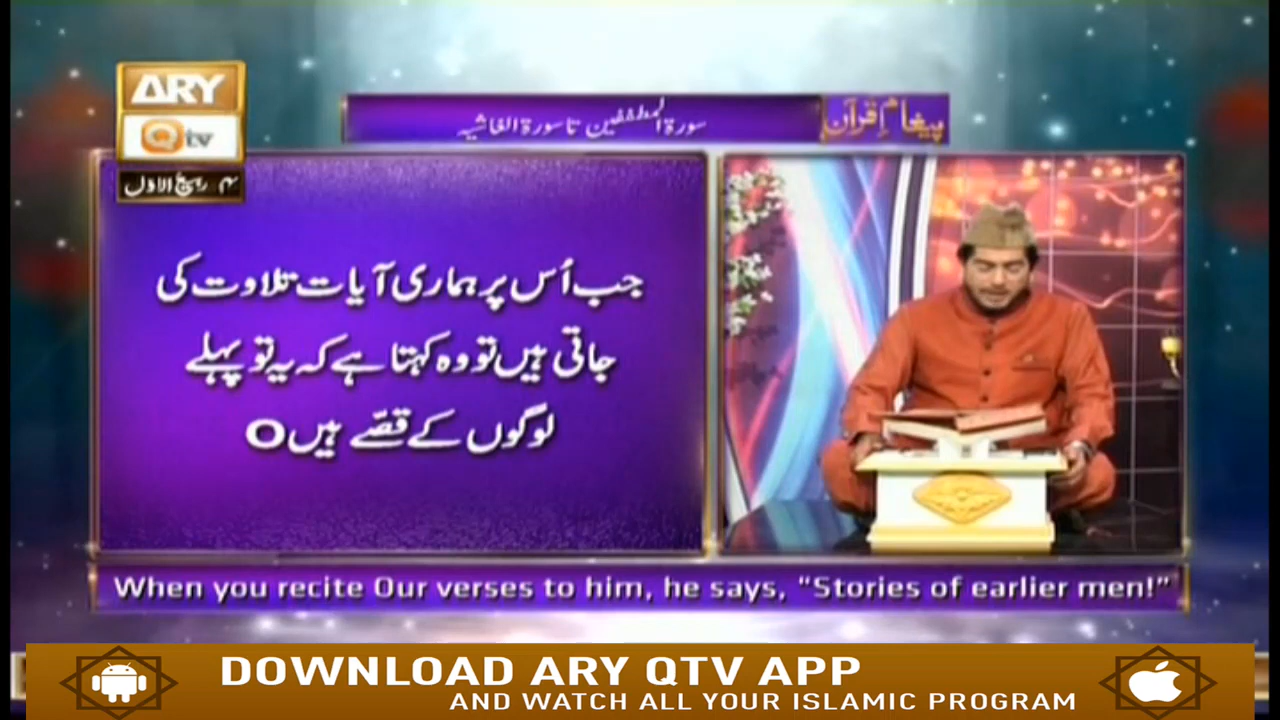 ARY
Qtv
۴ ربیع الاول
پیغامِ قرآن
سورۃ المطففین تا سورۃ الغاشیہ
جب اُس پر ہماری آیات تلاوت کی
جاتی ہیں تو وہ کہتا ہے کہ یہ تو پہلے
لوگوں کے قصّے ہیں O
When you recite Our verses to him, he says, "Stories of earlier men!"
DOWNLOAD ARY QTV APP
AND WATCH ALL YOUR ISLAMIC PROGRAM